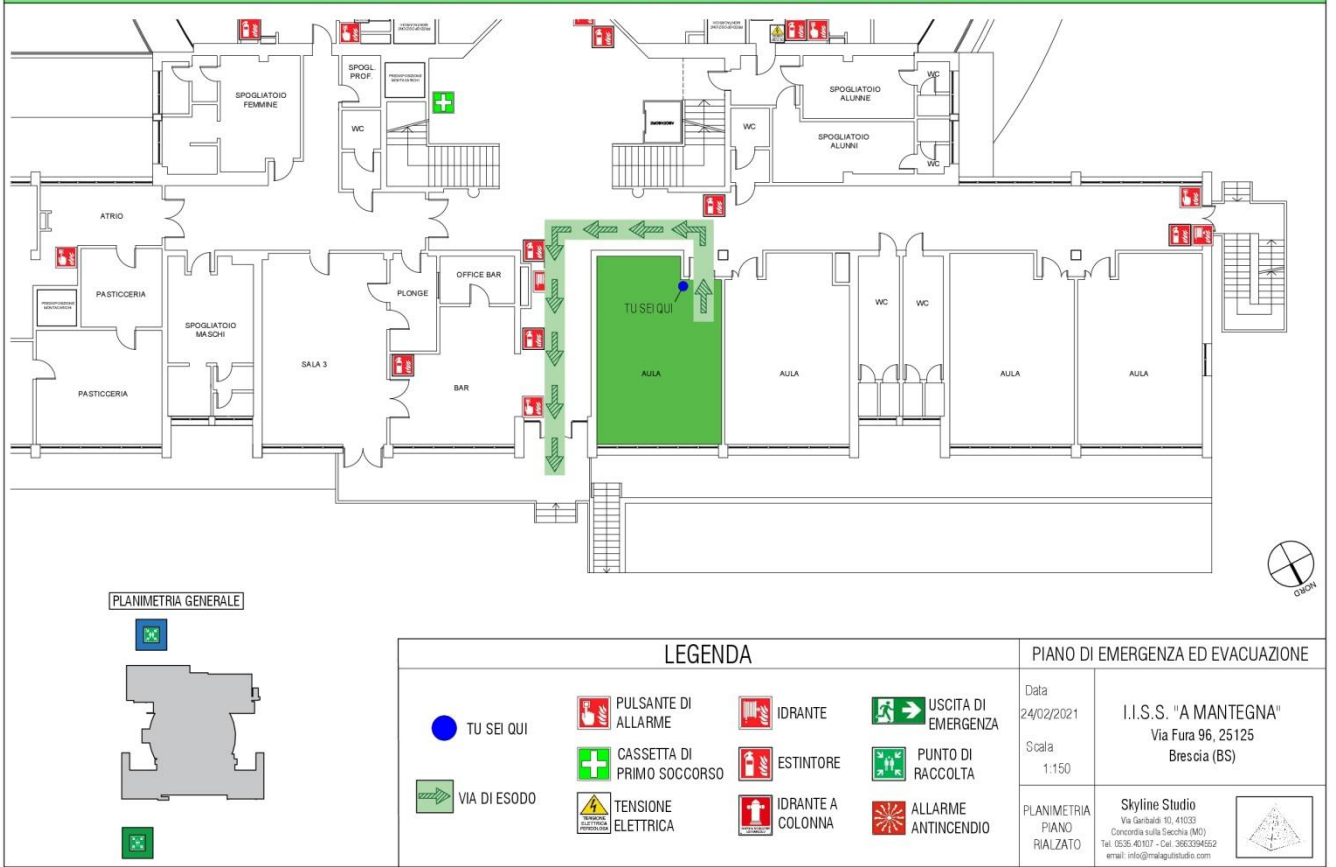 SPOGLIATOIO
FEMMINE
SPOGL.
PROF.
WC
WC
SPOGLIATOIO
ALUNNE
SPOGLIATOIO
ALUNNI
WC
WC
ATRIO
PASTICCERIA
PASTICCERIA
SPOGLIATOIO
MASCHI
SALA 3
PLONGE
OFFICE BAR
BAR
TU SEI QUI
AULA
AULA
WC
WC
AULA
AULA
NORD
PLANIMETRIA GENERALE
LEGENDA
TU SEI QUI
VIA DI ESODO
PULSANTE DI
ALLARME
CASSETTA DI
PRIMO SOCCORSO
TENSIONE
ELETTRICA
IDRANTE
ESTINTORE
IDRANTE A
COLONNA
USCITA DI
EMERGENZA
PUNTO DI
RACCOLTA
ALLARME
ANTINCENDIO
PIANO DI EMERGENZA ED EVACUAZIONE
Data
24/02/2021
Scala
1:150
I.I.S.S. "A MANTEGNA"
Via Fura 96, 25125
Brescia (BS)
PLANIMETRIA
PIANO
RIALZATO
Skyline Studio
Via Garibaldi 10, 41033
Concordia sulla Secchia (MO)
Tel. 0535.40107 - Cel. 3663394552
email: info@malagutistudio.com